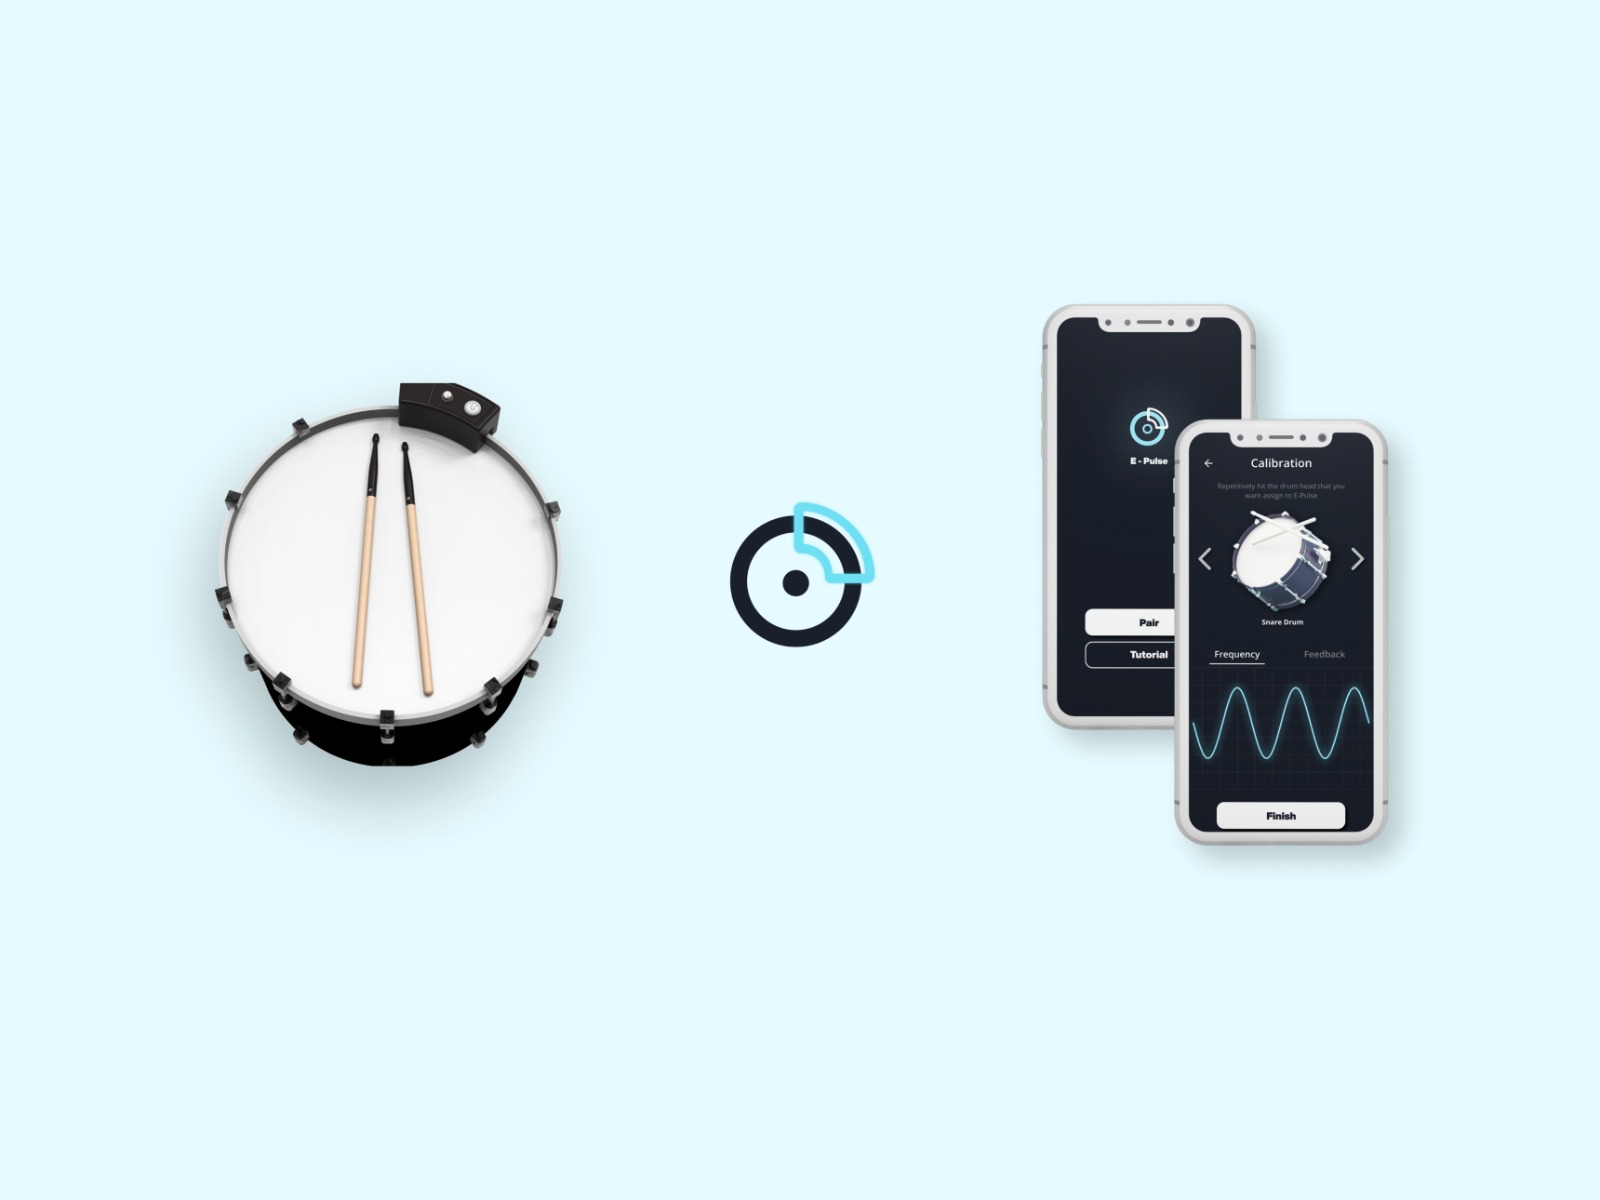 E - Pulse
Pair
Tutorial
Calibration
Repetitively hit the drum head that you
want assign to E-Pulse
Snare Drum
Frequency
Feedback
Finish